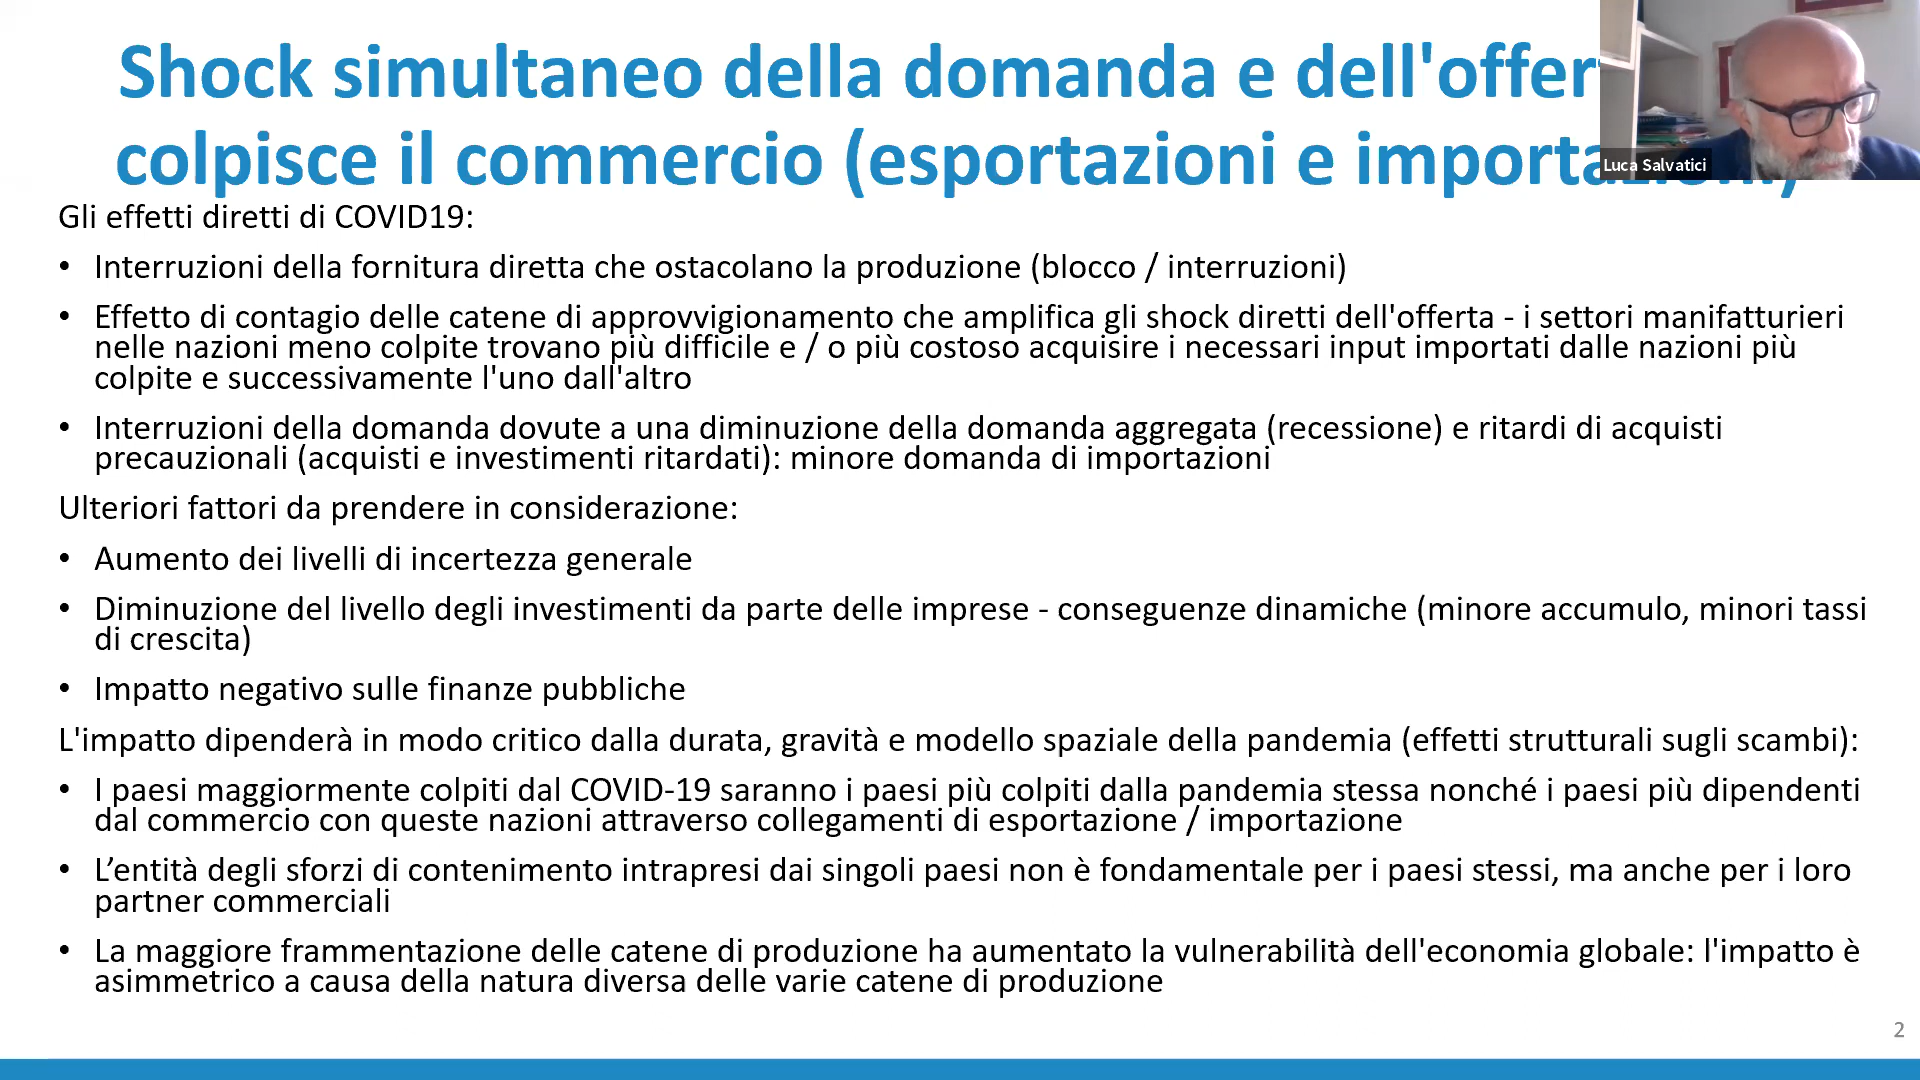 Shock simultaneo della domanda e dell'offer
colpisce il commercio (esportazioni e importazioni)
Luca Salvatici
Gli effetti diretti di COVID19:
• Interruzioni della fornitura diretta che ostacolano la produzione (blocco / interruzioni)
• Effetto di contagio delle catene di approvvigionamento che amplifica gli shock diretti dell'offerta - i settori manifatturieri
nelle nazioni meno colpite trovano più difficile e / o più costoso acquisire i necessari input importati dalle nazioni più
colpite e successivamente l'uno dall'altro
• Interruzioni della domanda dovute a una diminuzione della domanda aggregata (recessione) e ritardi di acquisti
precauzionali (acquisti e investimenti ritardati): minore domanda di importazioni
Ulteriori fattori da prendere in considerazione:
• Aumento dei livelli di incertezza generale
• Diminuzione del livello degli investimenti da parte delle imprese - conseguenze dinamiche (minore accumulo, minori tassi
di crescita)
• Impatto negativo sulle finanze pubbliche
L'impatto dipenderà in modo critico dalla durata, gravità e modello spaziale della pandemia (effetti strutturali sugli scambi):
• I paesi maggiormente colpiti dal COVID-19 saranno i paesi più colpiti dalla pandemia stessa nonché i paesi più dipendenti
dal commercio con queste nazioni attraverso collegamenti di esportazione / importazione
• L’entità degli sforzi di contenimento intrapresi dai singoli paesi non è fondamentale per i paesi stessi, ma anche per i loro
partner commerciali
• La maggiore frammentazione delle catene di produzione ha aumentato la vulnerabilità dell'economia globale: l'impatto è
asimmetrico a causa della natura diversa delle varie catene di produzione
2